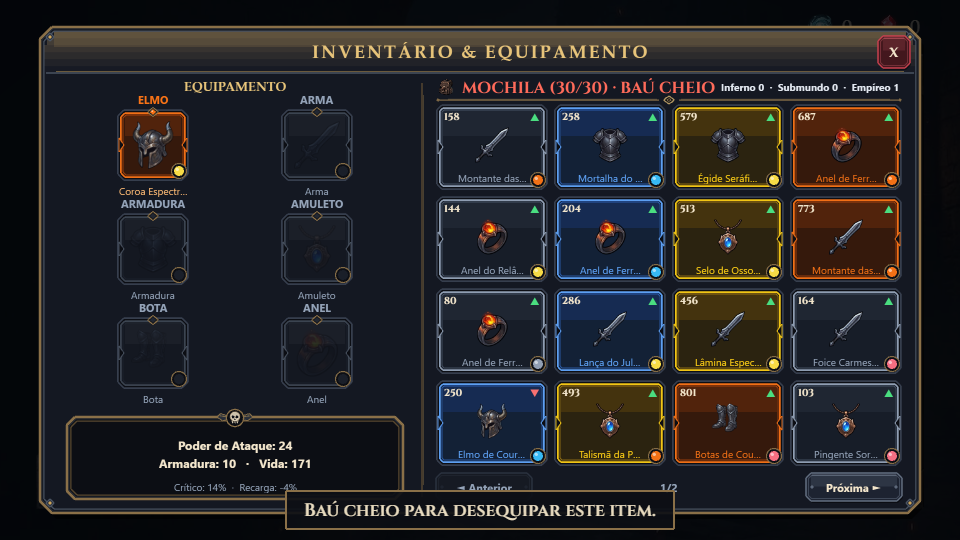 INVENTÁRIO & EQUIPAMENTO
X
EQUIPAMENTO
ELMO
ARMA
Coroa Espectr...
Arma
ARMADURA
AMULETO
Armadura
Amuleto
BOTA
ANEL
Bota
Anel
Poder de Ataque: 24
Armadura: 10 · Vida: 171
Crítico: 14% · Recarga: -4%
MOCHILA (30/30) · BAÚ CHEIO
Inferno 0 · Submundo 0 · Empíreo 1
158
258
579
687
Montante das...
Mortalha do ...
Égide Seráfi...
Anel de Ferr...
144
204
513
773
Anel do Relâ...
Anel de Ferr...
Selo de Osso...
Montante das...
80
286
456
164
Anel de Ferr...
Lança do Jul...
Lâmina Espec...
Foice Carmes...
250
493
801
103
Elmo de Cour...
Talismã da P...
Botas de Cou...
Pingente Sor...
◄ Anterior
1/2
Próxima ►
BAÚ CHEIO PARA DESEQUIPAR ESTE ITEM.